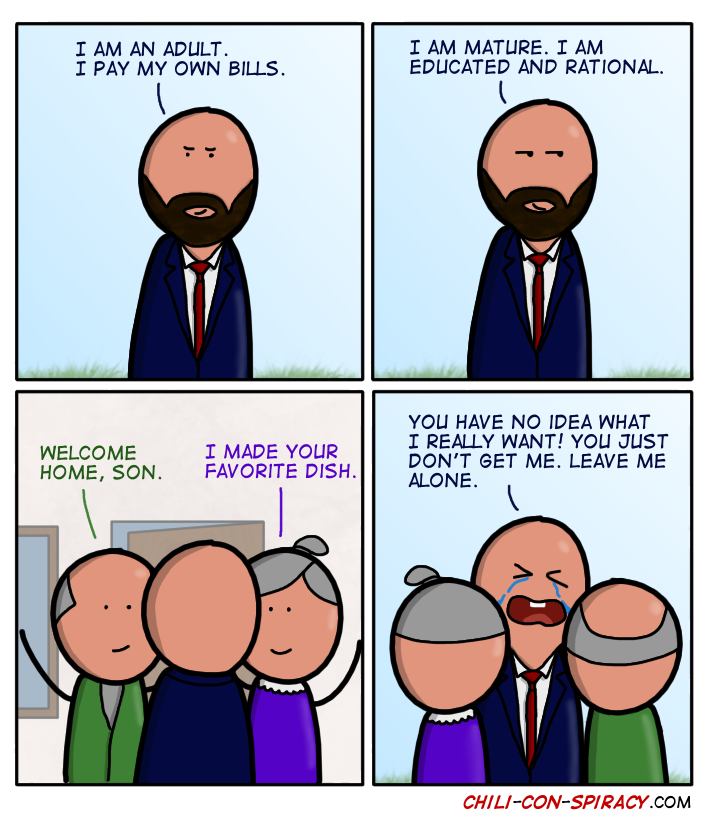 I AM AN ADULT.
I PAY MY OWN BILLS.
I AM MATURE. I AM
EDUCATED AND RATIONAL.
WELCOME
HOME, SON.
I MADE YOUR
FAVORITE DISH.
YOU HAVE NO IDEA WHAT
I REALLY WANT! YOU JUST
DON'T GET ME. LEAVE ME
ALONE.
CHILI-CON-SPIRACY.COM